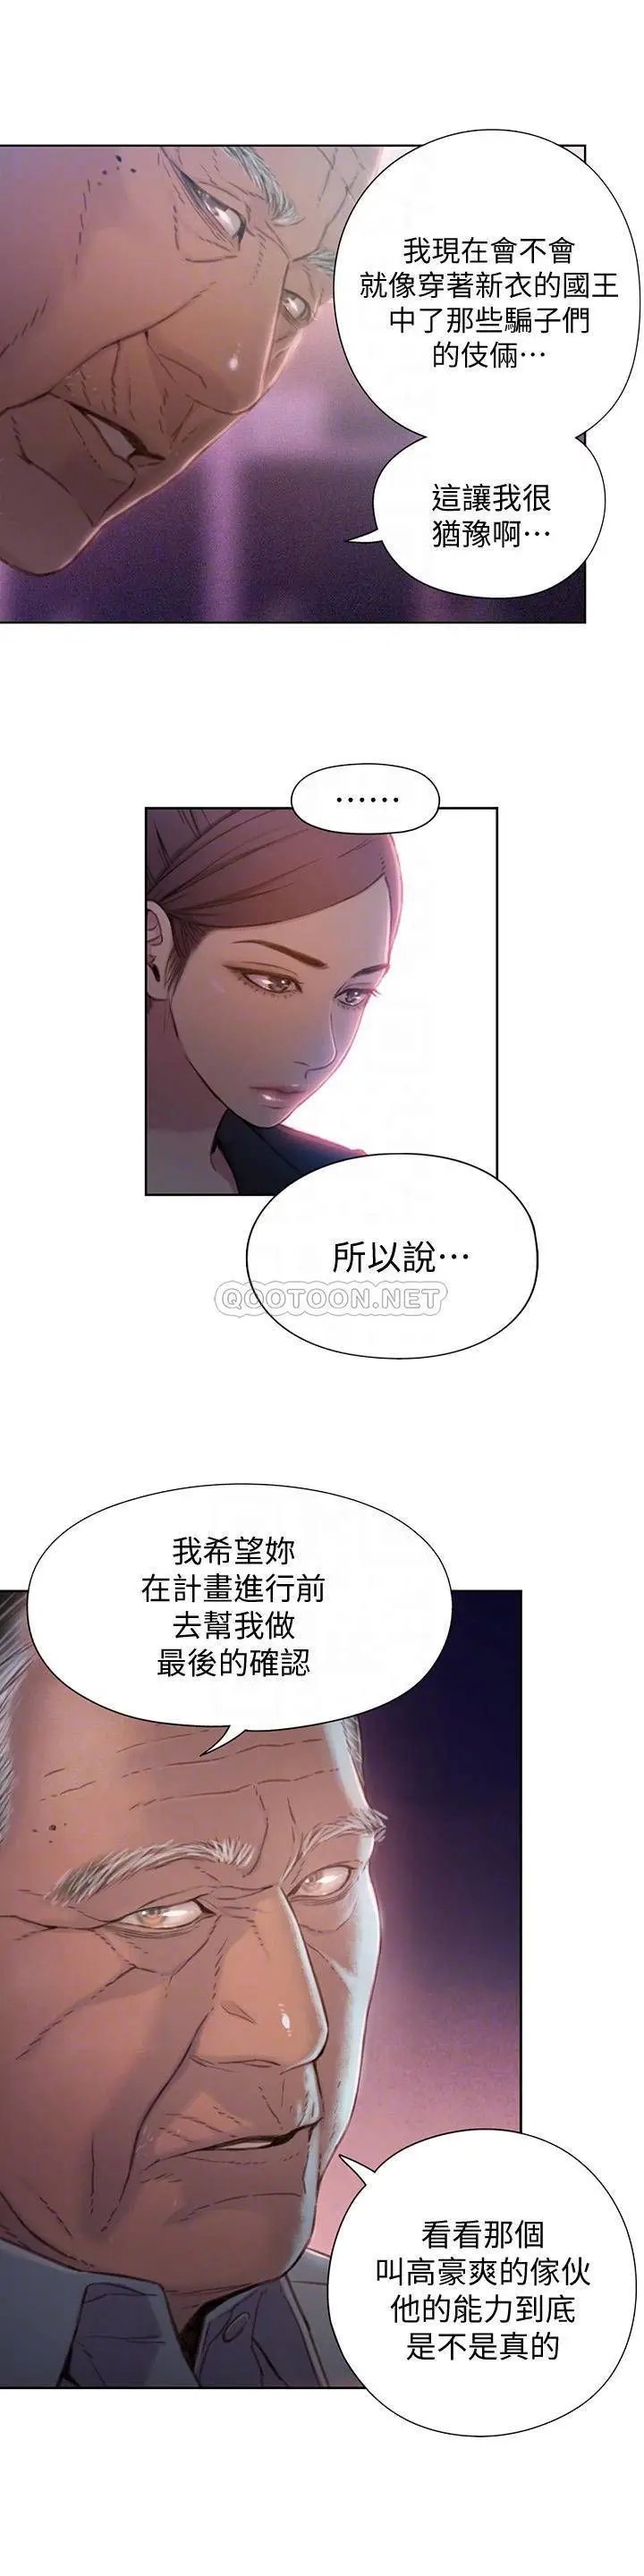 我現在會不會
就像穿著新衣的國王
中了那些騙子們
的伎倆⋯
這讓我很
猶豫啊⋯
⋯⋯
所以說⋯
QOOTOON.NET
我希望妳
在計畫進行前
去幫我做
最後的確認
看看那個
叫高豪爽的傢伙
他的能力到底
是不是真的